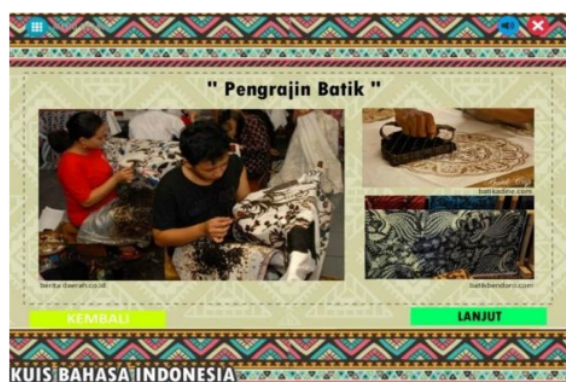 " Pengrajin Batik "
berita daerah.co.id
batikadine.com
batikbendoro.com
KEMBALI
LANJUT
KUIS BAHASA INDONESIA